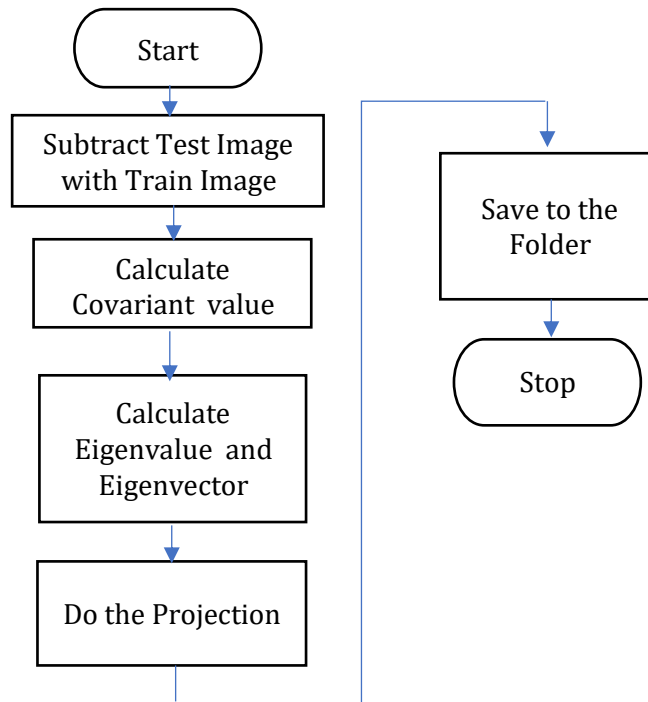 Start
Subtract Test Image
with Train Image
Calculate
Covariant value
Calculate
Eigenvalue and
Eigenvector
Do the Projection
Save to the
Folder
Stop